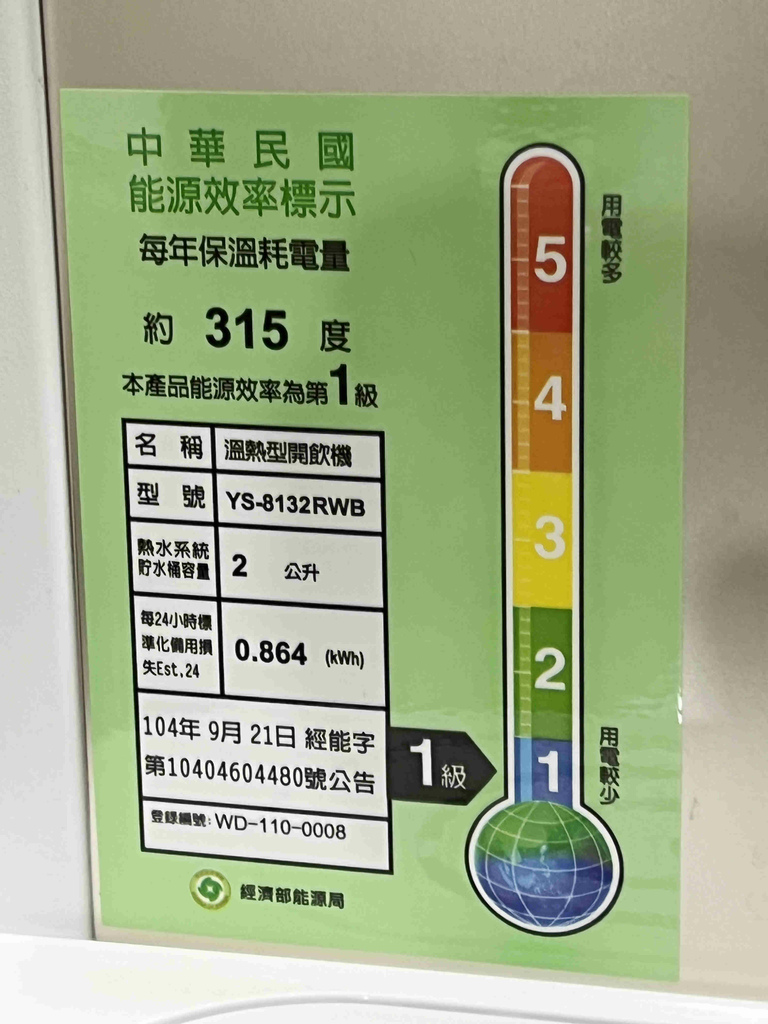 中華民國
能源效率標示
每年保溫耗電量
約 315 度
本產品能源效率為第1級
名 稱 溫熱型開飲機
型 號 YS-8132RWB
熱水系統
貯水桶容量
2 公升
每24小時標
準化備用損
失Est,24
0.864 (kWh)
104年 9月 21日 經能字
第10404604480號公告
登錄編號:WD-110-0008
經濟部能源局
1級
用電較多
5
4
3
2
1
用電較少